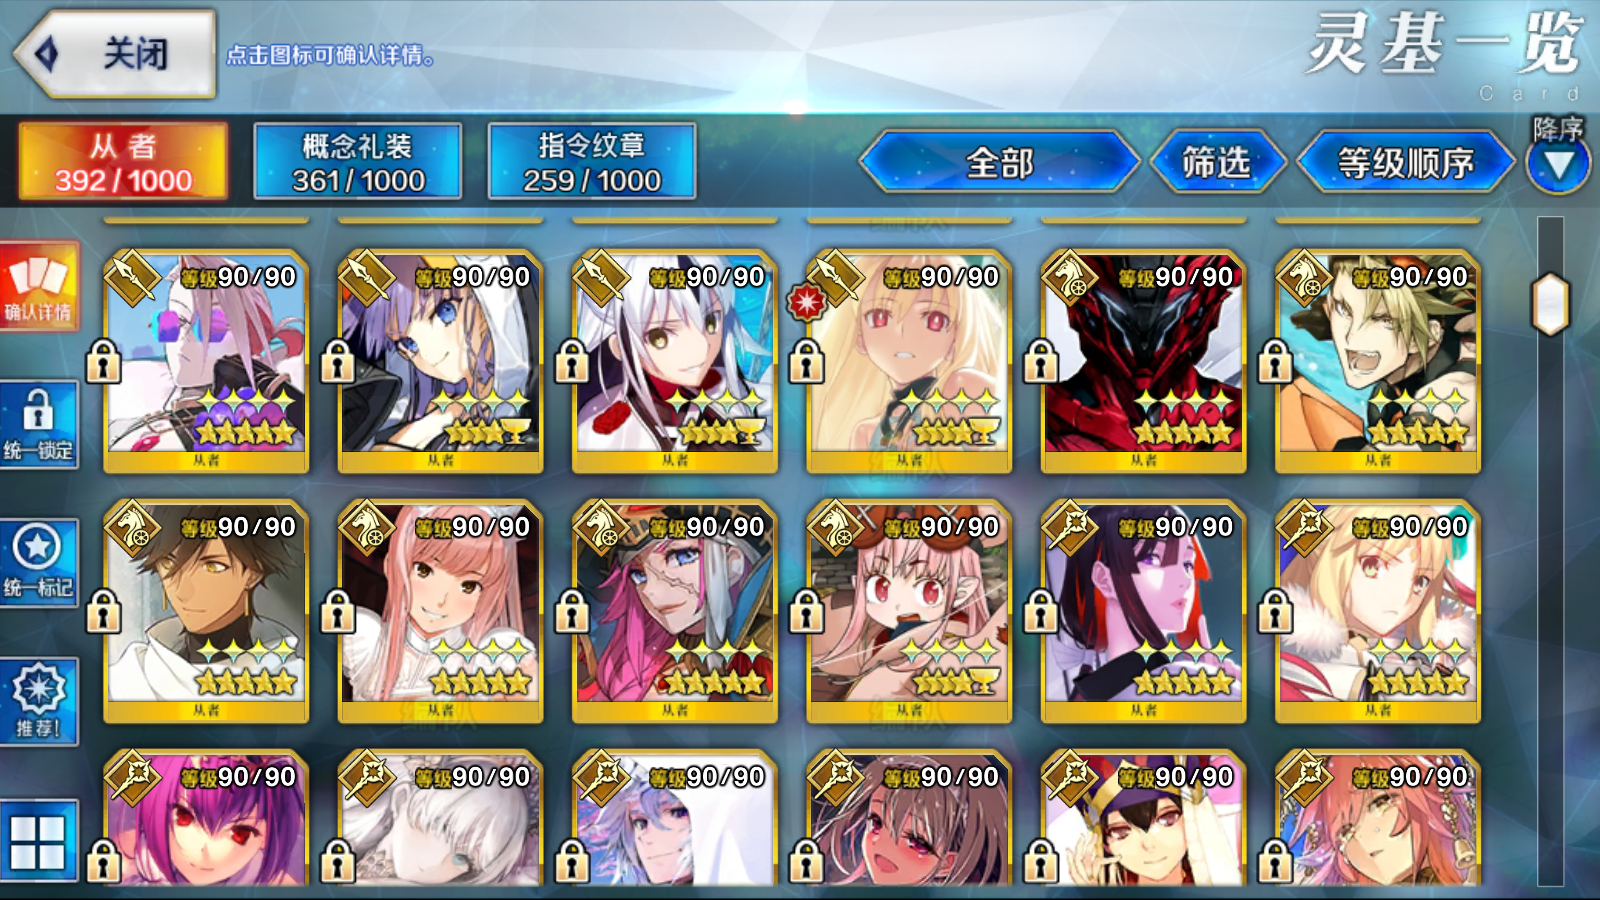 关闭
点击图标可确认详情。
灵基一览
Card
从者
392/1000
概念礼装
361/1000
指令纹章
259/1000
全部
筛选
等级顺序
降序
确认详情
统一锁定
统一标记
推荐!
等级90/90
等级90/90
等级90/90
等级90/90
等级90/90
等级90/90
从者
从者
从者
从者
从者
从者
等级90/90
等级90/90
等级90/90
等级90/90
等级90/90
等级90/90
从者
从者
从者
从者
从者
从者
等级90/90
等级90/90
等级90/90
等级90/90
等级90/90
等级90/90